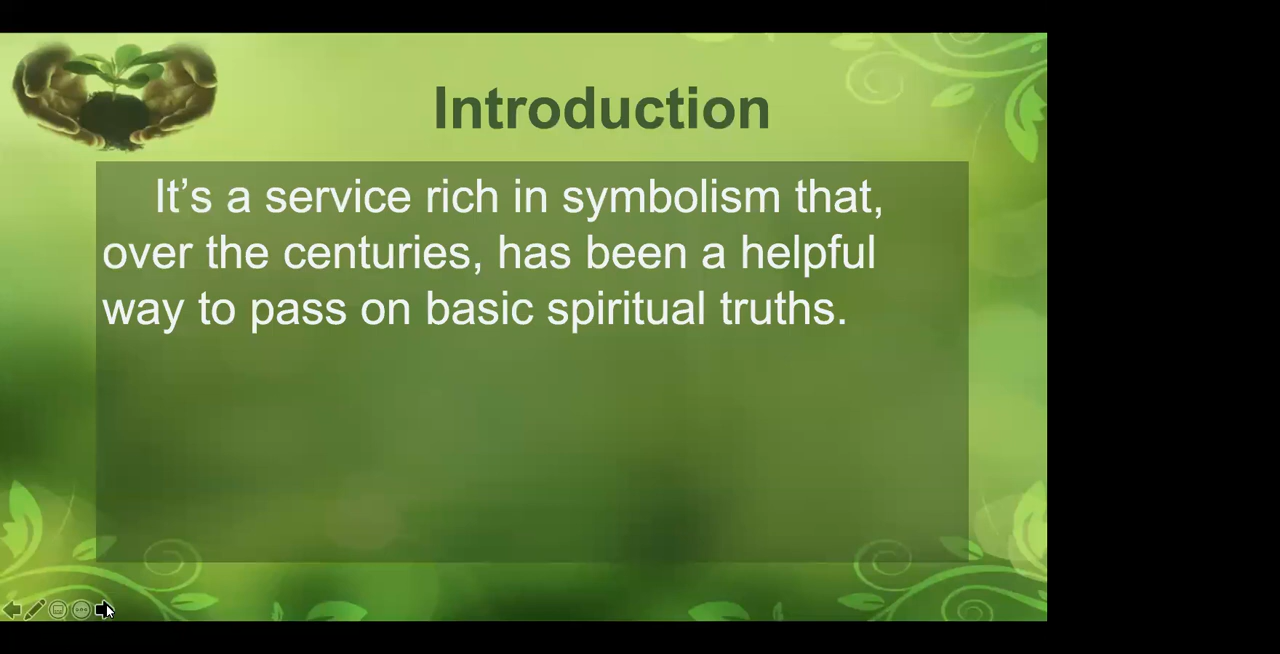 Introduction
It’s a service rich in symbolism that,
over the centuries, has been a helpful
way to pass on basic spiritual truths.